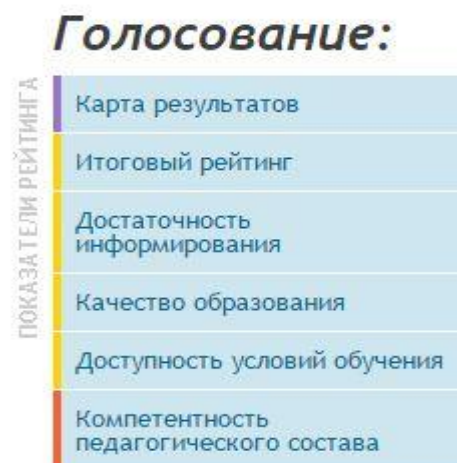 Голосование:
ПОКАЗАТЕЛИ РЕЙТИНГА
Карта результатов
Итоговый рейтинг
Достаточность
информирования
Качество образования
Доступность условий обучения
Компетентность
педагогического состава